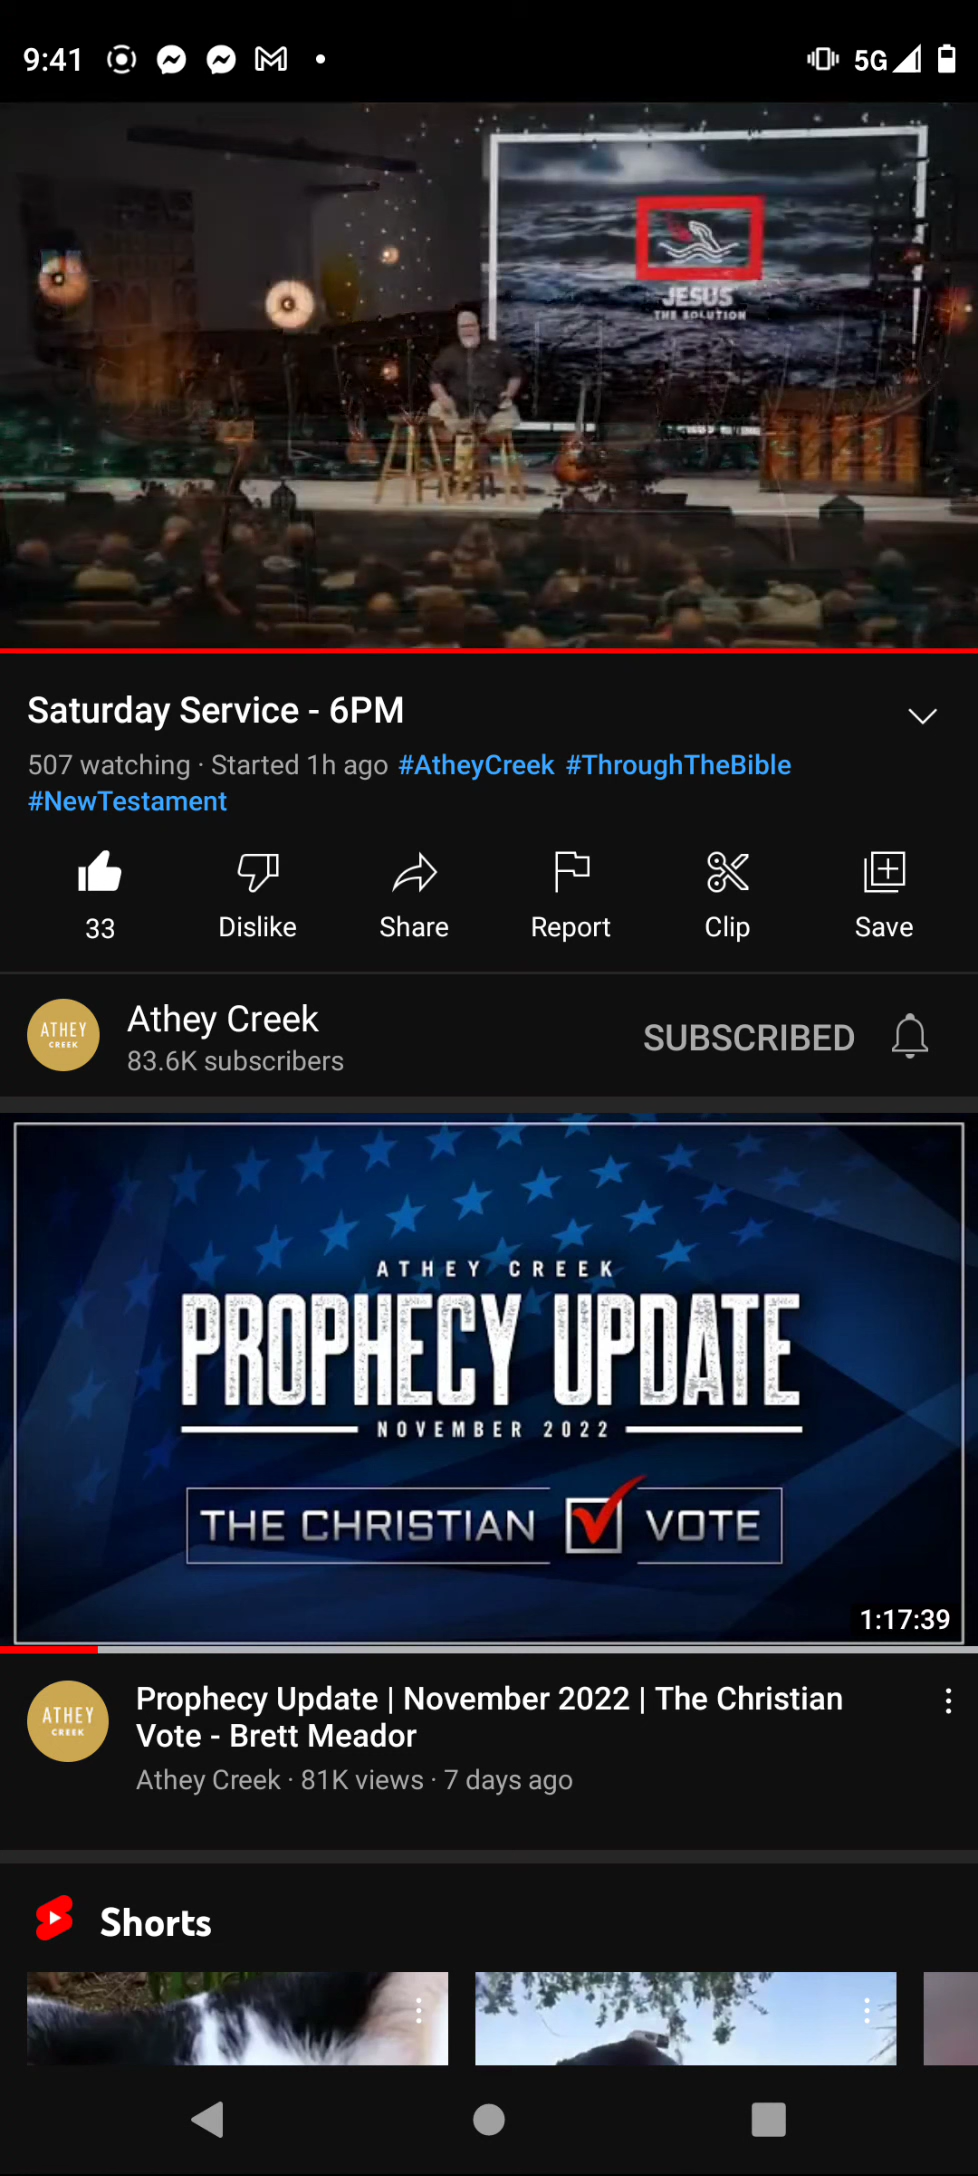 9:41
5G
JESUS
THE SOLUTION
Saturday Service - 6PM
507 watching · Started 1h ago #AtheyCreek #ThroughTheBible
#NewTestament
33
Dislike
Share
Report
Clip
Save
ATHEY
CREEK
Athey Creek
83.6K subscribers
SUBSCRIBED
ATHEY CREEK
PROPHECY UPDATE
NOVEMBER 2022
THE CHRISTIAN VOTE
1:17:39
ATHEY
CREEK
Prophecy Update | November 2022 | The Christian
Vote - Brett Meador
Athey Creek · 81K views · 7 days ago
Shorts